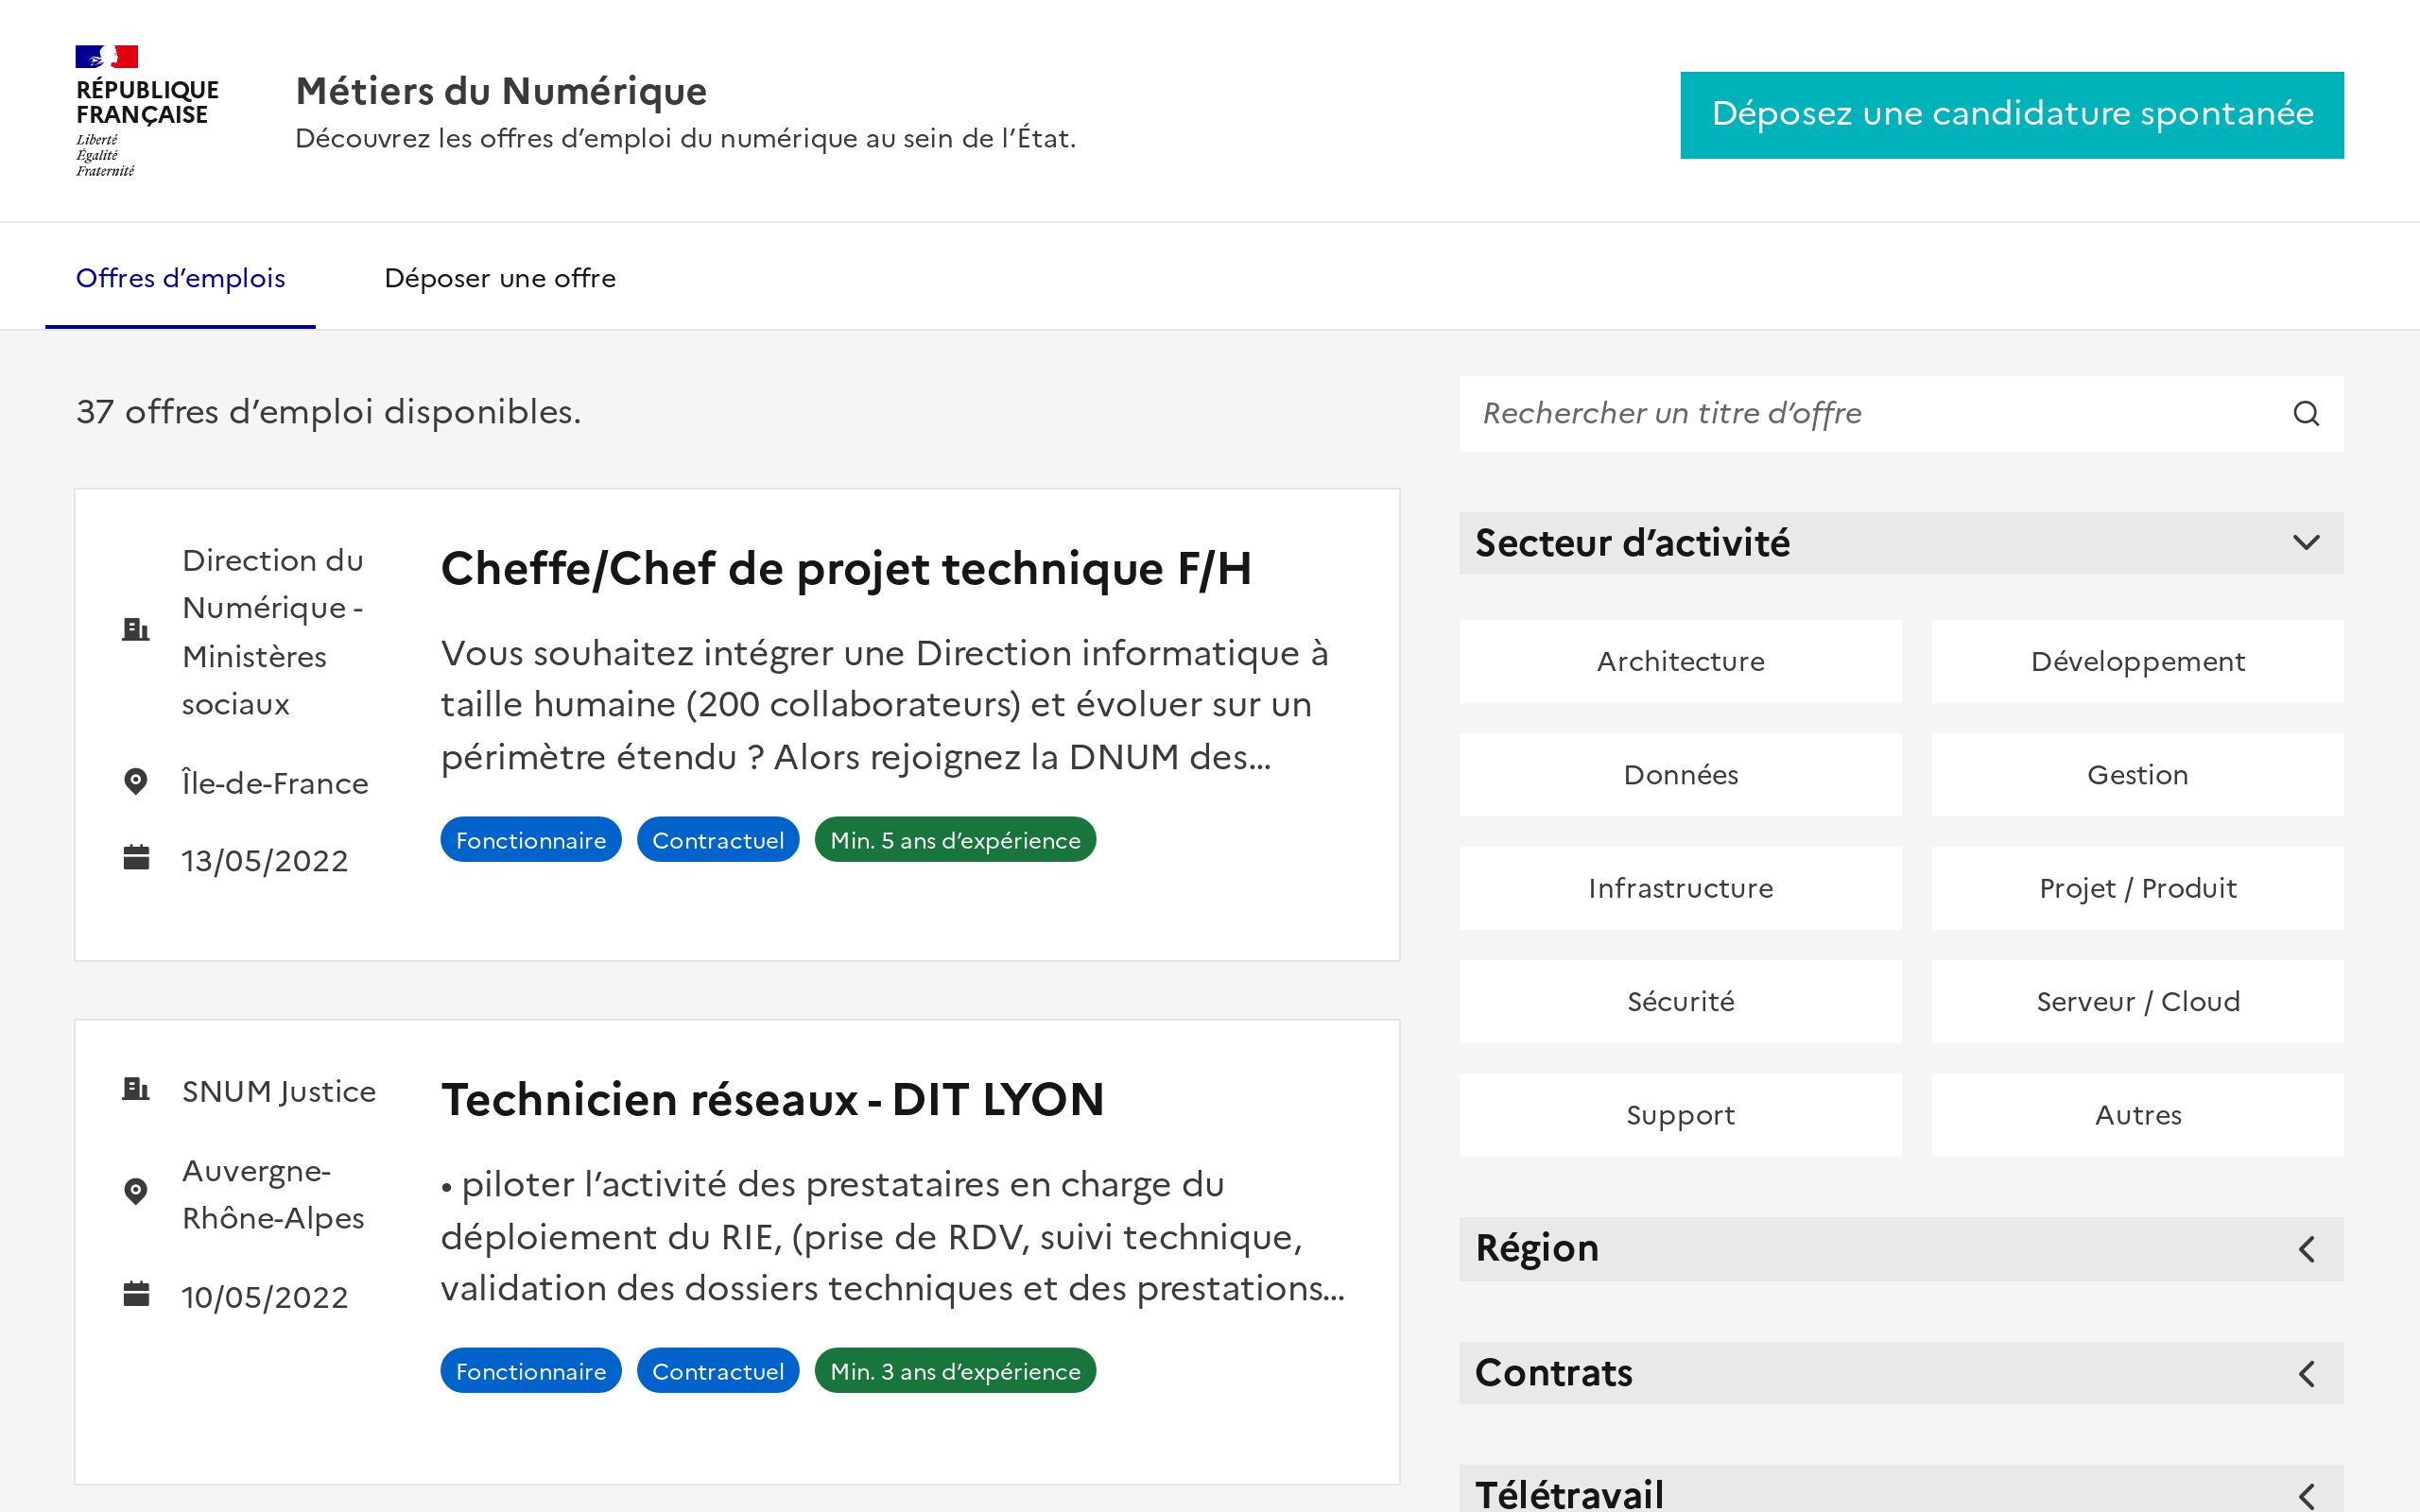 RÉPUBLIQUE
FRANÇAISE
Liberté
Égalité
Fraternité
Métiers du Numérique
Découvrez les offres d’emploi du numérique au sein de l’État.
Déposez une candidature spontanée
Offres d’emplois
Déposer une offre
37 offres d’emploi disponibles.
Direction du
Numérique -
Ministères
sociaux
Île-de-France
13/05/2022
Cheffe/Chef de projet technique F/H
Vous souhaitez intégrer une Direction informatique à
taille humaine (200 collaborateurs) et évoluer sur un
périmètre étendu ? Alors rejoignez la DNUM des...
Fonctionnaire
Contractuel
Min. 5 ans d’expérience
SNUM Justice
Auvergne-
Rhône-Alpes
10/05/2022
Technicien réseaux - DIT LYON
• piloter l’activité des prestataires en charge du
déploiement du RIE, (prise de RDV, suivi technique,
validation des dossiers techniques et des prestations...
Fonctionnaire
Contractuel
Min. 3 ans d’expérience
Rechercher un titre d’offre
Secteur d’activité
Architecture
Développement
Données
Gestion
Infrastructure
Projet / Produit
Sécurité
Serveur / Cloud
Support
Autres
Région
Contrats
Télétravail